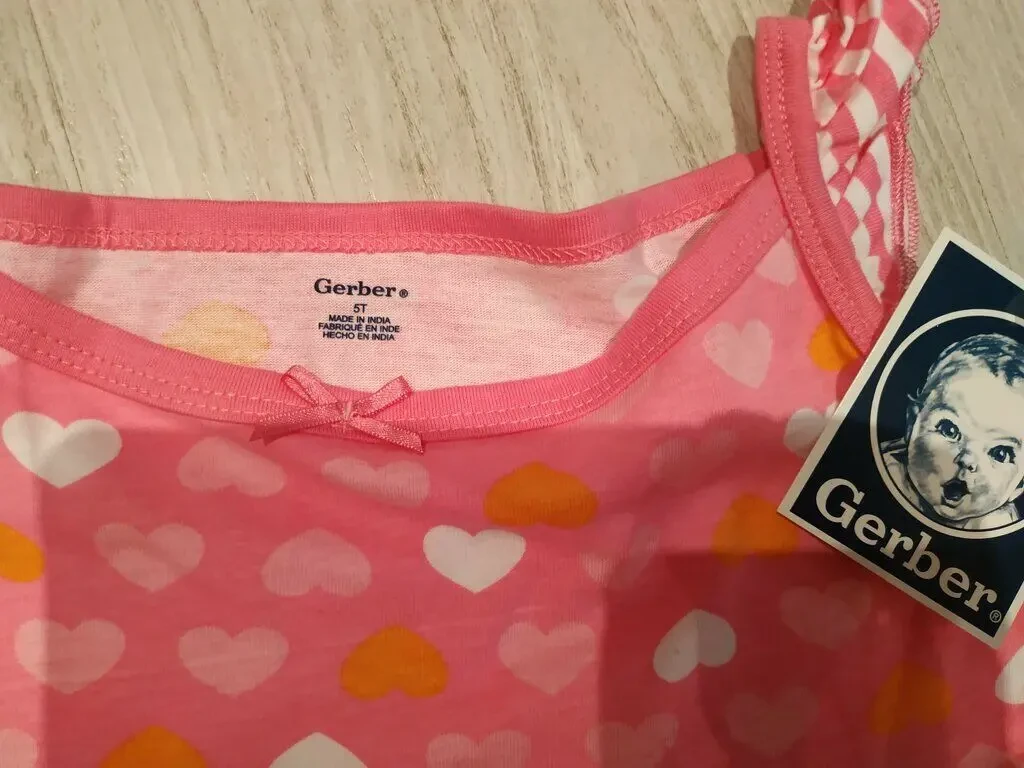 Gerber®
5T
MADE IN INDIA
FABRIQUÉ EN INDE
HECHO EN INDIA
Gerber®